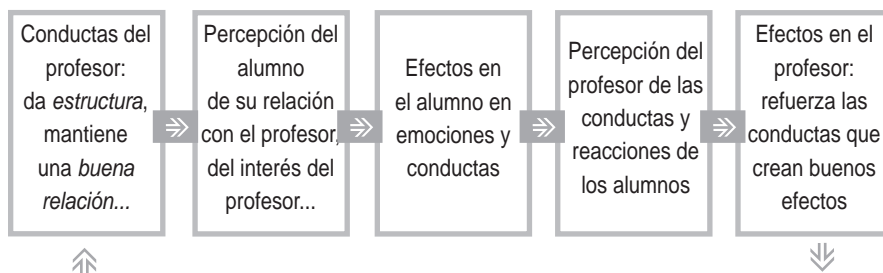 Conductas del
profesor:
da estructura,
mantiene
una buena
relación...
Percepción del
alumno
de su relación
con el profesor,
del interés del
profesor...
Efectos en
el alumno en
emociones y
conductas
Percepción del
profesor de las
conductas y
reacciones de
los alumnos
Efectos en el
profesor:
refuerza las
conductas que
crean buenos
efectos